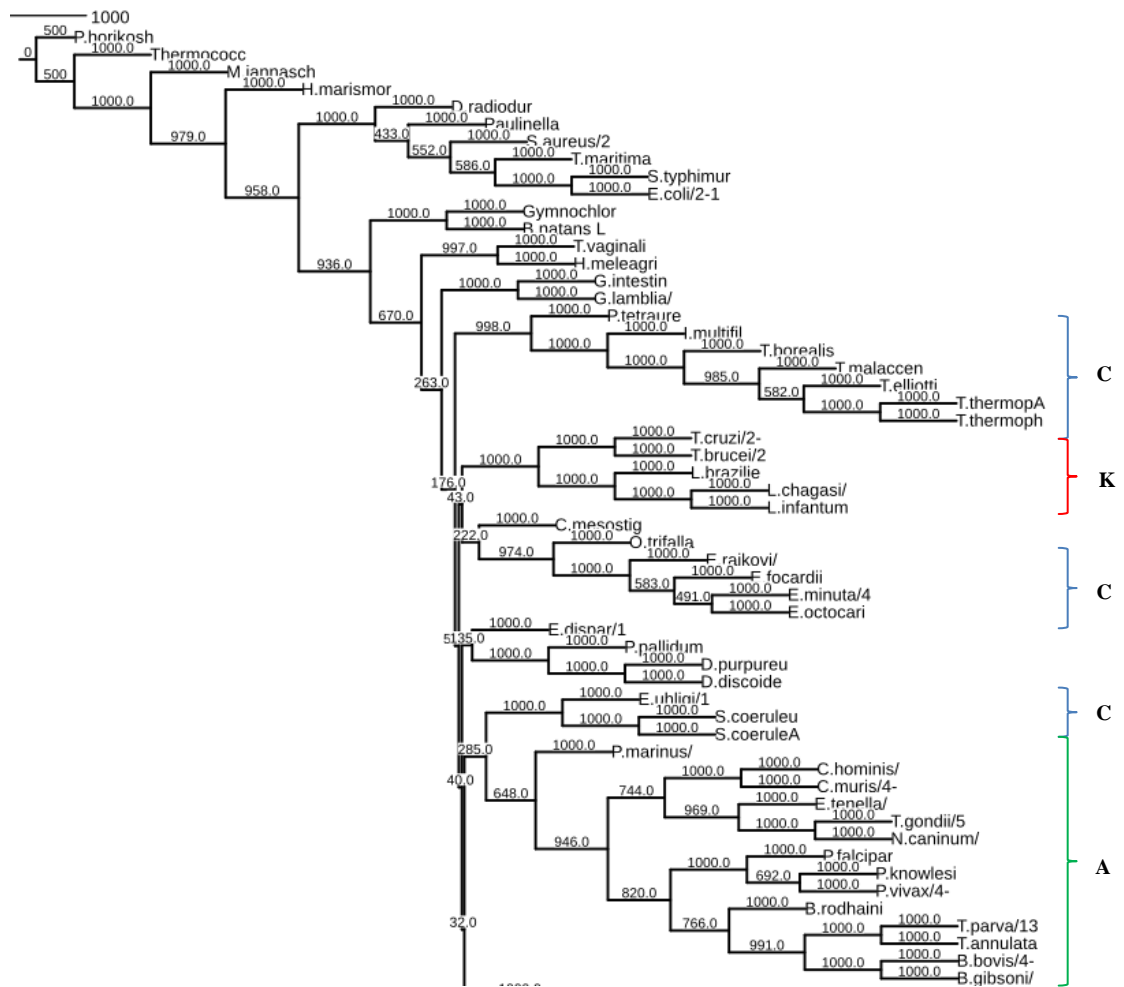 1000
500 P.horikosh
0
1000.0 Thermococc
500
1000.0 M.jannasch
1000.0 H.marismor
1000.0
979.0
1000.0 D.radiodur
1000.0
1000.0 Paulinella
433.0
1000.0 S.aureus/2
552.0
1000.0 T.maritima
586.0
1000.0 S.typhimur
1000.0
1000.0 E.coli/2-1
958.0
1000.0 Gymnochlor
1000.0
1000.0 B.natans L
1000.0 T.vaginali
997.0
1000.0 H.meleagri
936.0
1000.0 G.intestin
1000.0
1000.0 G.lamblia/
670.0
1000.0 P.tetraure
998.0
1000.0 I.multifil
1000.0
1000.0 T.borealis
1000.0
1000.0 T.malaccen
985.0
C
1000.0 T.elliotti
582.0
263.0
1000.0 T.thermopA
1000.0
1000.0 T.thermoph
1000.0 T.cruzi/2-
1000.0
1000.0 T.brucei/2
1000.0
1000.0 L.brazilie
K
176.0
1000.0
1000.0 L.chagasi/
1000.0
43.0
1000.0 L.infantum
1000.0 C.mesostig
222.0
1000.0 O.trifalla
974.0
1000.0 E.raikovi/
1000.0
1000.0 E.focardii
583.0
C
1000.0 E.minuta/4
491.0
1000.0 E.octocari
1000.0 E.dispar/1
135.0
1000.0 P.pallidum
1000.0
1000.0 D.purpureu
1000.0
1000.0 D.discoide
1000.0 E.uhligi/1
1000.0
C
1000.0 S.coeruleu
1000.0
1000.0 S.coeruleA
285.0
1000.0 P.marinus/
1000.0 C.hominis/
1000.0
40.0
1000.0 C.muris/4-
744.0
648.0
1000.0 E.tenella/
969.0
1000.0 T.gondii/5
1000.0
1000.0 N.caninum/
946.0
1000.0 P.falcipar
1000.0
A
1000.0 P.knowlesi
692.0
1000.0 P.vivax/4-
820.0
1000.0 B.rodhaini
32.0
766.0
1000.0 T.parva/13
1000.0
1000.0 T.annulata
991.0
1000.0 B.bovis/4-
1000.0
1000.0 B.gibsoni/